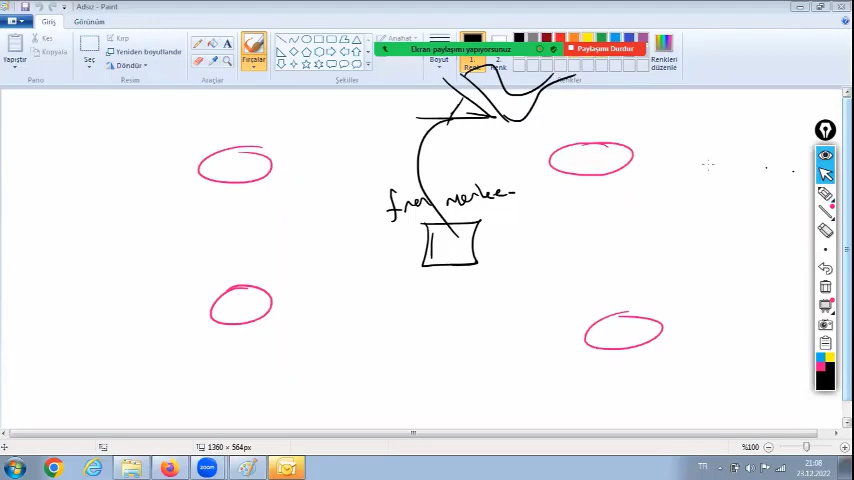 Adsız - Paint
Giriş Görünüm
Yapıştır
Kes
Kopyala
Pano
Seç
Kırp
Yeniden boyutlandır
Döndür
Resim
Araçlar
Fırçalar
Şekiller
Anahat
Boyut
1. Renk
2. Renk
Renkler
Renkleri düzenle
Ekran paylaşımı yapıyorsunuz
Paylaşımı Durdur
1360 × 564px
%100
zoom
TR
21:08
23.12.2022